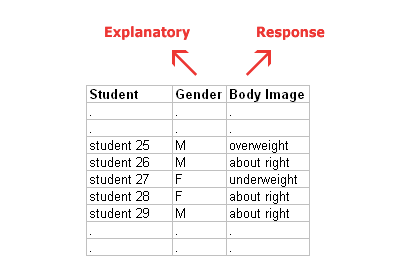 Explanatory Response
Student Gender Body Image
. . .
. . .
student 25 M overweight
student 26 M about right
student 27 F underweight
student 28 F about right
student 29 M about right
. . .
. . .